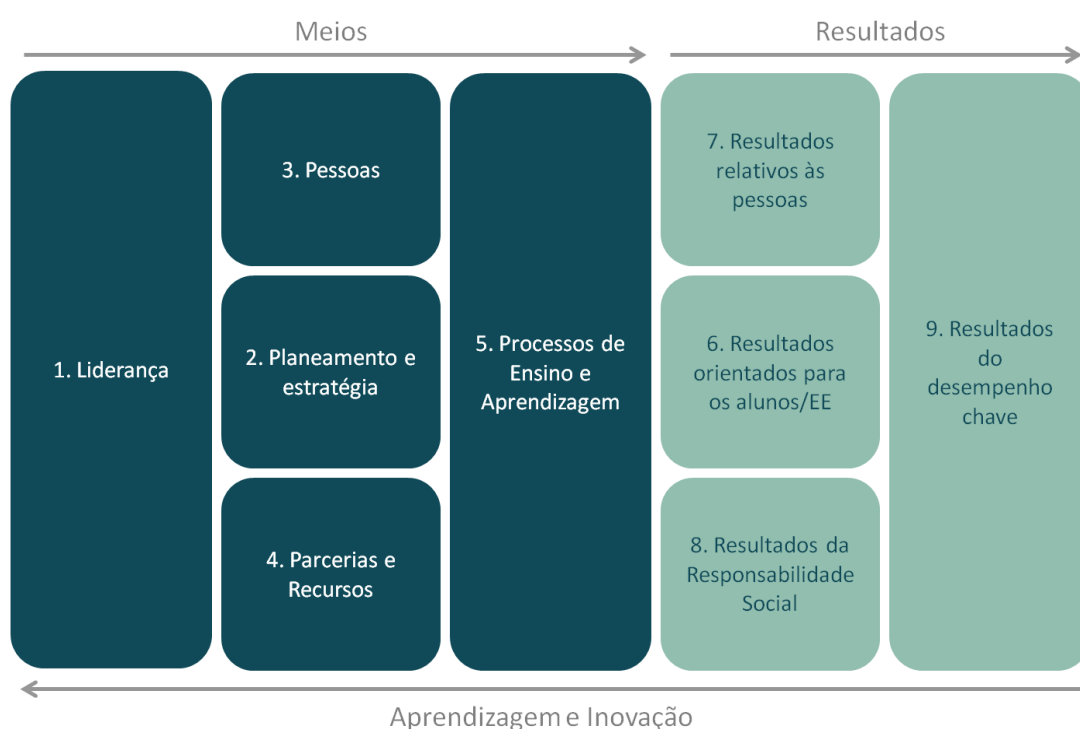 Meios
Resultados
1. Liderança
3. Pessoas
2. Planeamento e
estratégia
4. Parcerias e
Recursos
5. Processos de
Ensino e
Aprendizagem
7. Resultados
relativos às
pessoas
6. Resultados
orientados para
os alunos/EE
8. Resultados da
Responsabilidade
Social
9. Resultados
do
desempenho
chave
Aprendizagem e Inovação